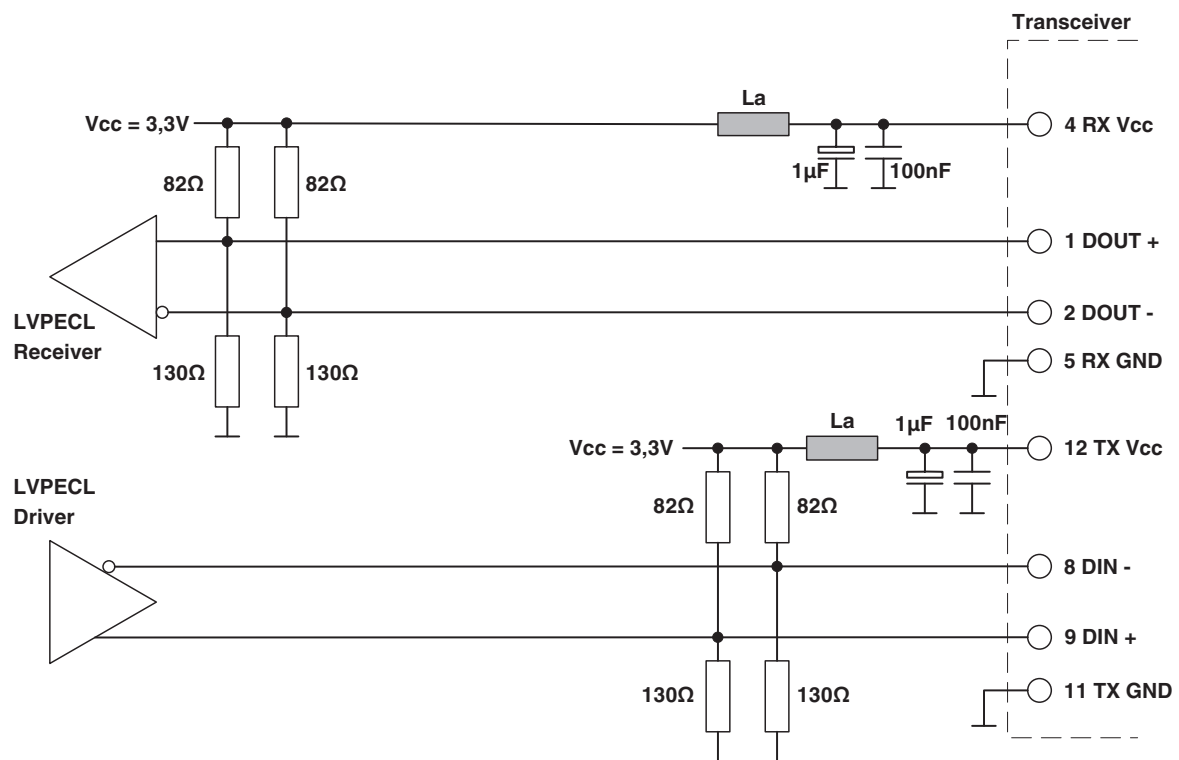 Transceiver
La
Vcc = 3,3V
4 RX Vcc
1µF
100nF
82Ω
82Ω
1 DOUT +
2 DOUT -
LVPECL
Receiver
130Ω
130Ω
5 RX GND
La
1µF
100nF
Vcc = 3,3V
12 TX Vcc
LVPECL
Driver
82Ω
82Ω
8 DIN -
9 DIN +
130Ω
130Ω
11 TX GND